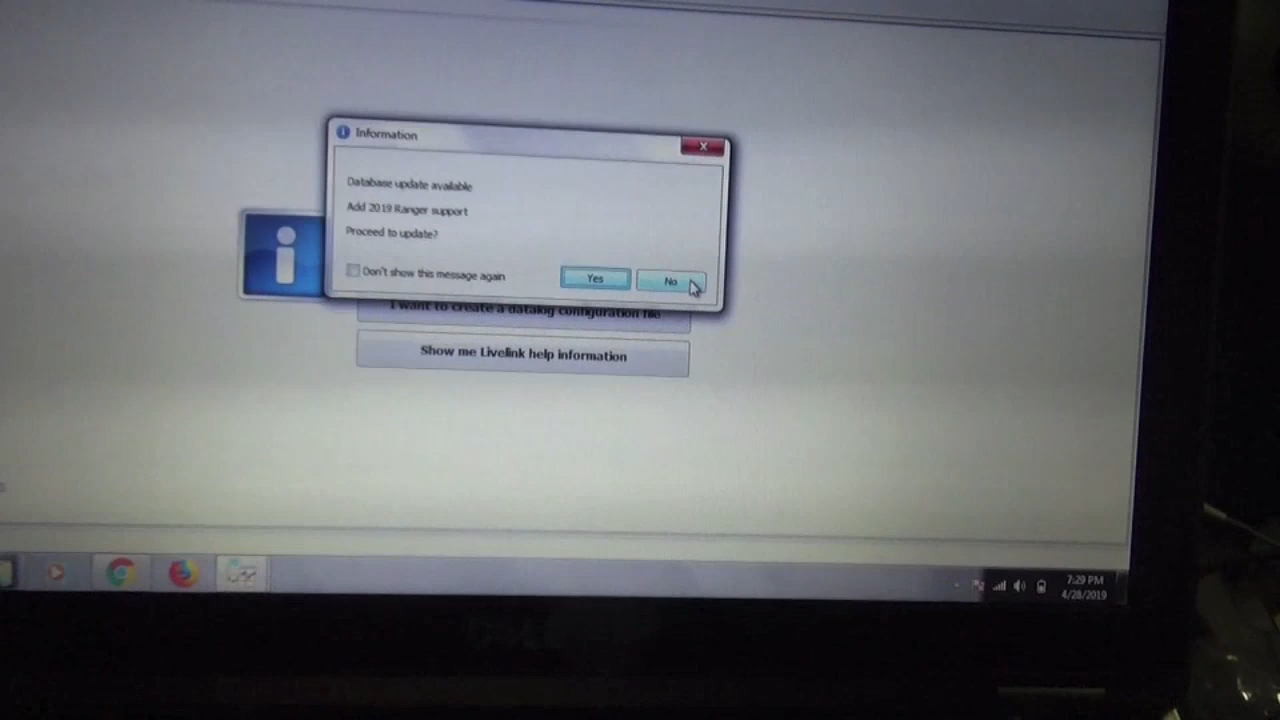 Information
Database update available
Add 2019 Ranger support
Proceed to update?
Don't show this message again
Yes
No
I want to create a datalog configuration file
Show me Livelink help information
7:29 PM
4/28/2019